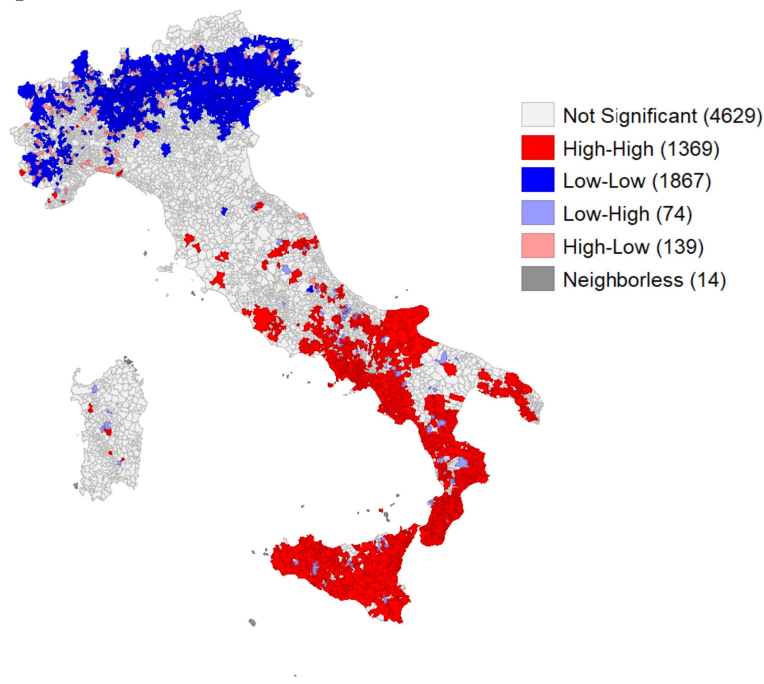 Not Significant (4629)
High-High (1369)
Low-Low (1867)
Low-High (74)
High-Low (139)
Neighborless (14)